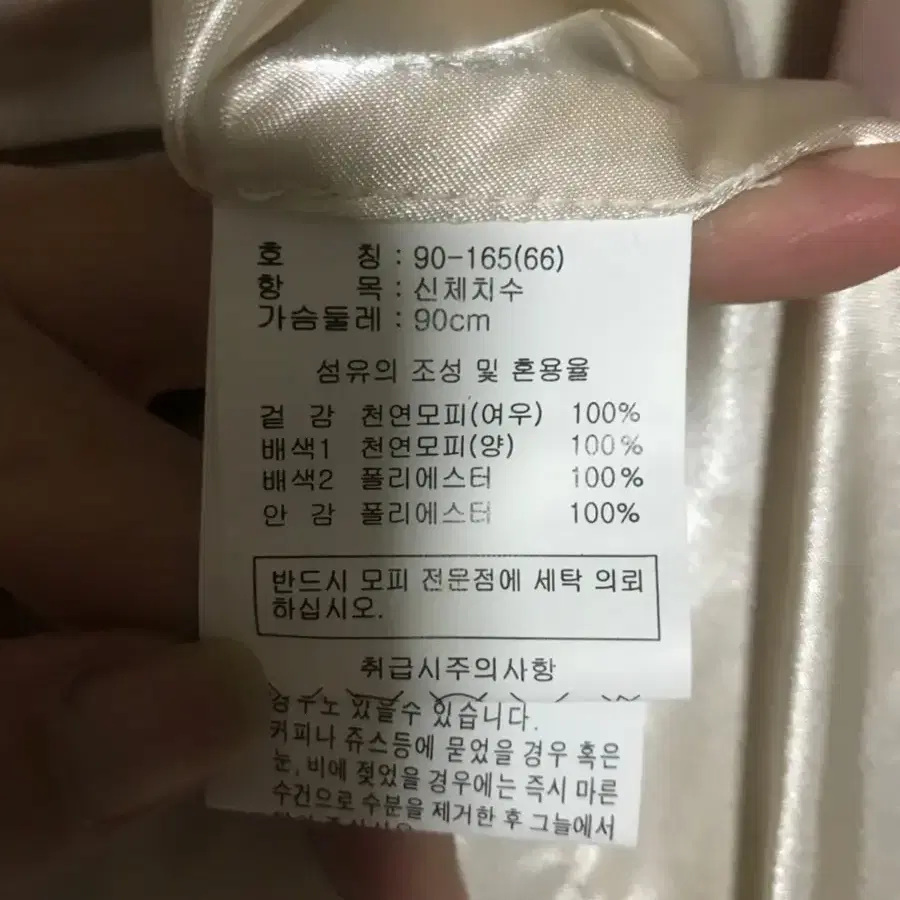 호 칭 : 90-165(66)
항 목 : 신체치수
가슴둘레 : 90cm
섬유의 조성 및 혼용율
겉 감 천연모피(여우) 100%
배색1 천연모피(양) 100%
배색2 폴리에스터 100%
안 감 폴리에스터 100%
반드시 모피 전문점에 세탁 의뢰
하십시오.
취급시주의사항
경우도 있을수 있습니다.
커피나 쥬스등에 묻었을 경우 혹은
눈, 비에 젖었을 경우에는 즉시 마른
수건으로 수분을 제거한 후 그늘에서